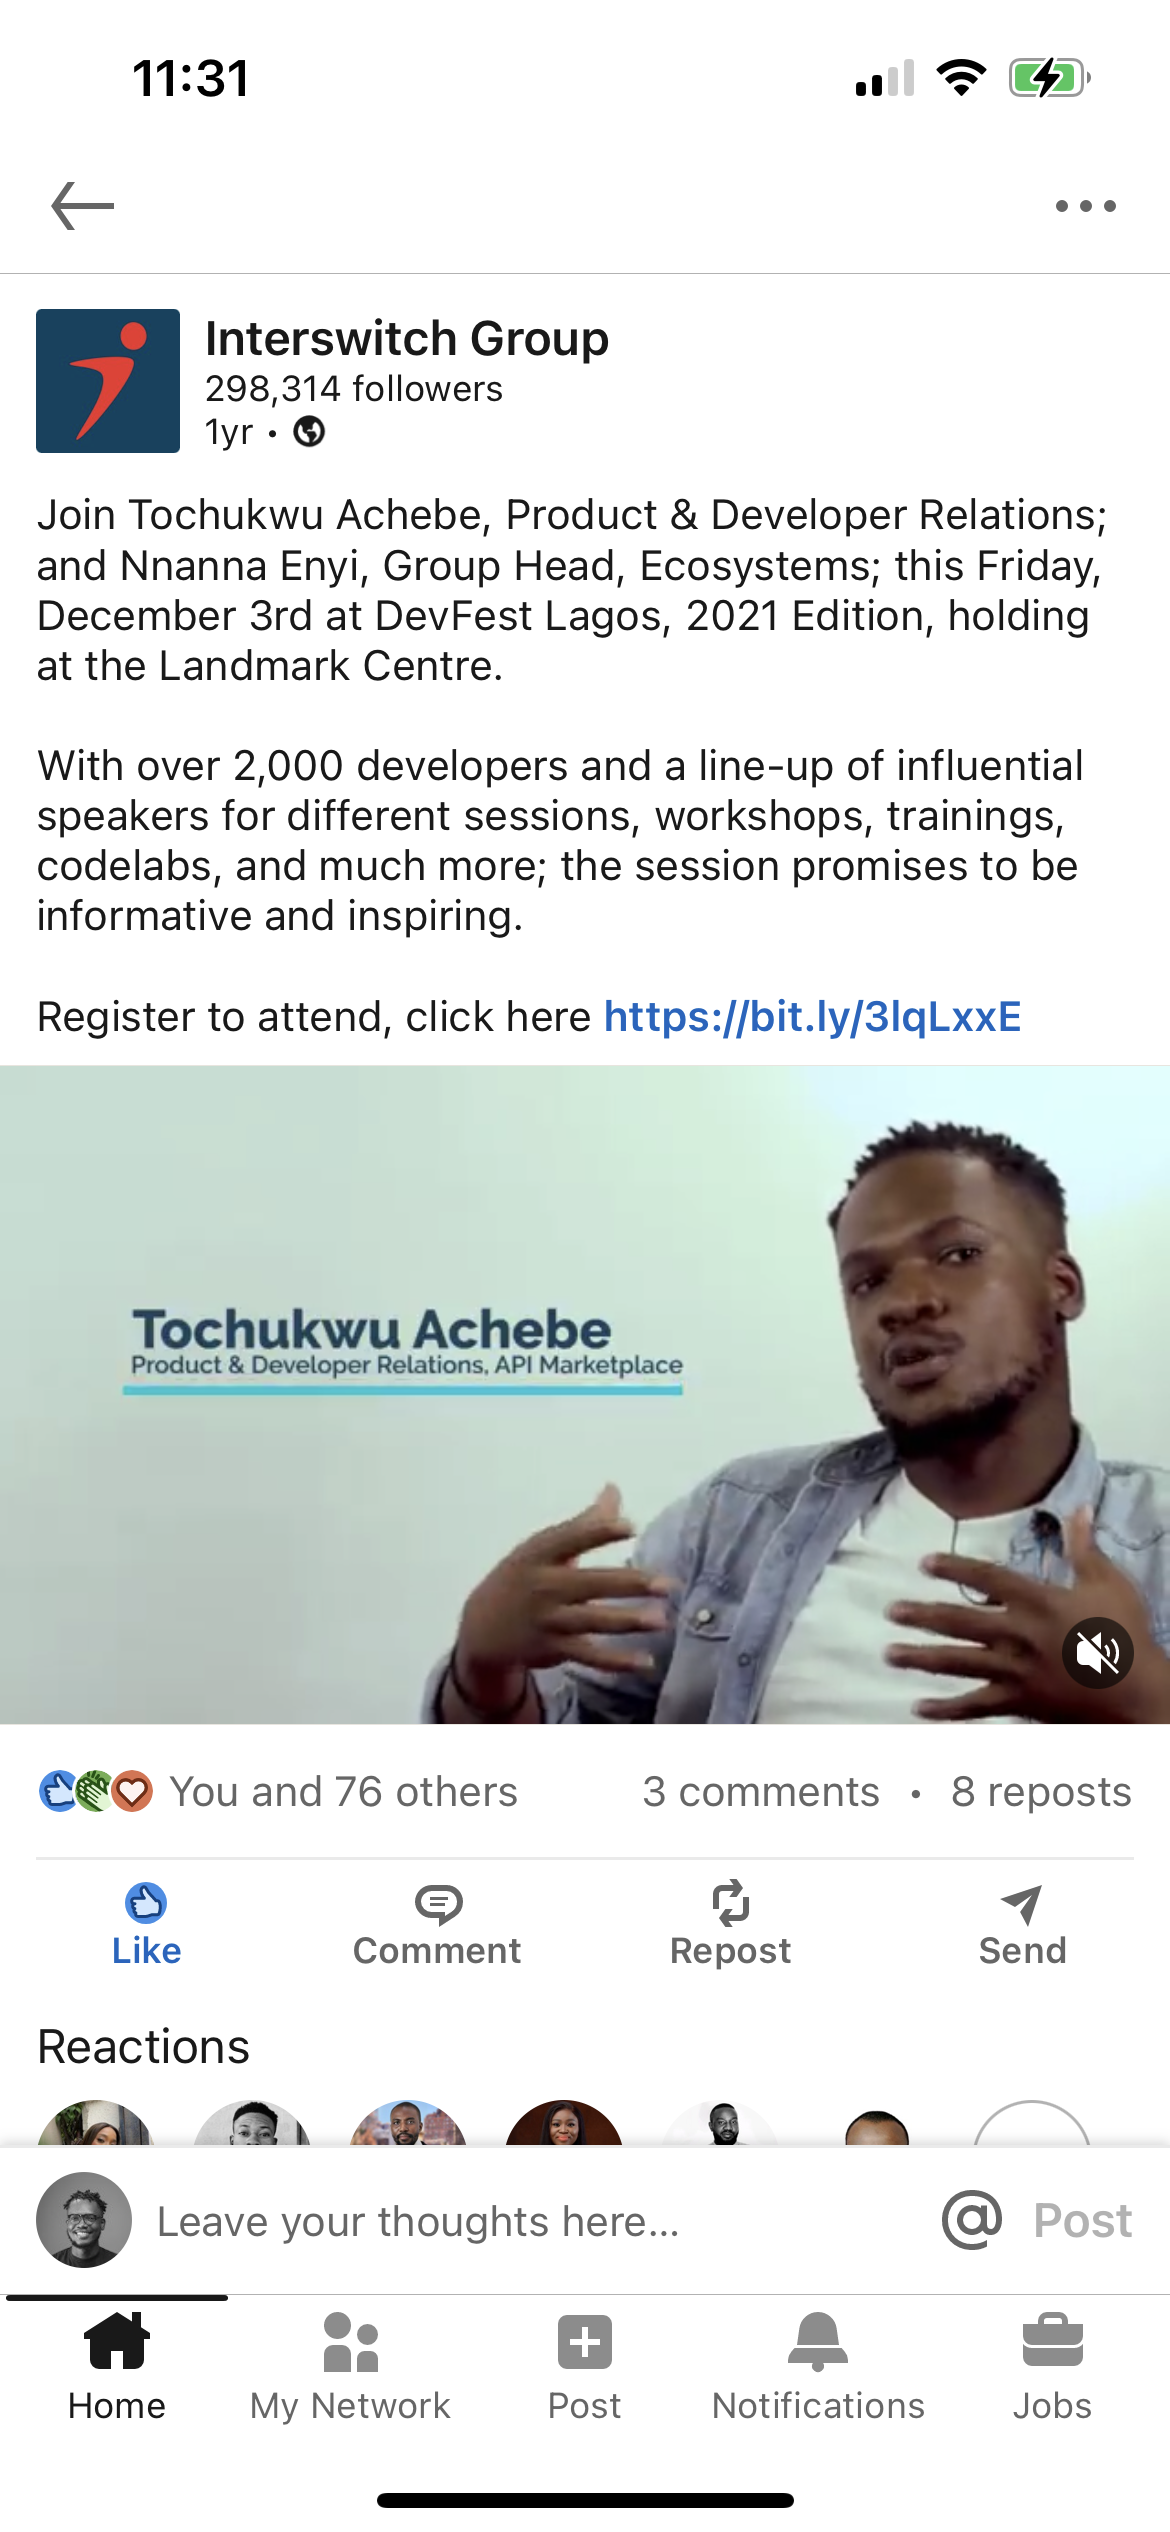 11:31
Interswitch Group
298,314 followers
1yr •
Join Tochukwu Achebe, Product & Developer Relations;
and Nnanna Enyi, Group Head, Ecosystems; this Friday,
December 3rd at DevFest Lagos, 2021 Edition, holding
at the Landmark Centre.
With over 2,000 developers and a line-up of influential
speakers for different sessions, workshops, trainings,
codelabs, and much more; the session promises to be
informative and inspiring.
Register to attend, click here https://bit.ly/3lqLxxE
Tochukwu Achebe
Product & Developer Relations, API Marketplace
You and 76 others 3 comments • 8 reposts
Like Comment Repost Send
Reactions
Leave your thoughts here... @ Post
Home My Network Post Notifications Jobs